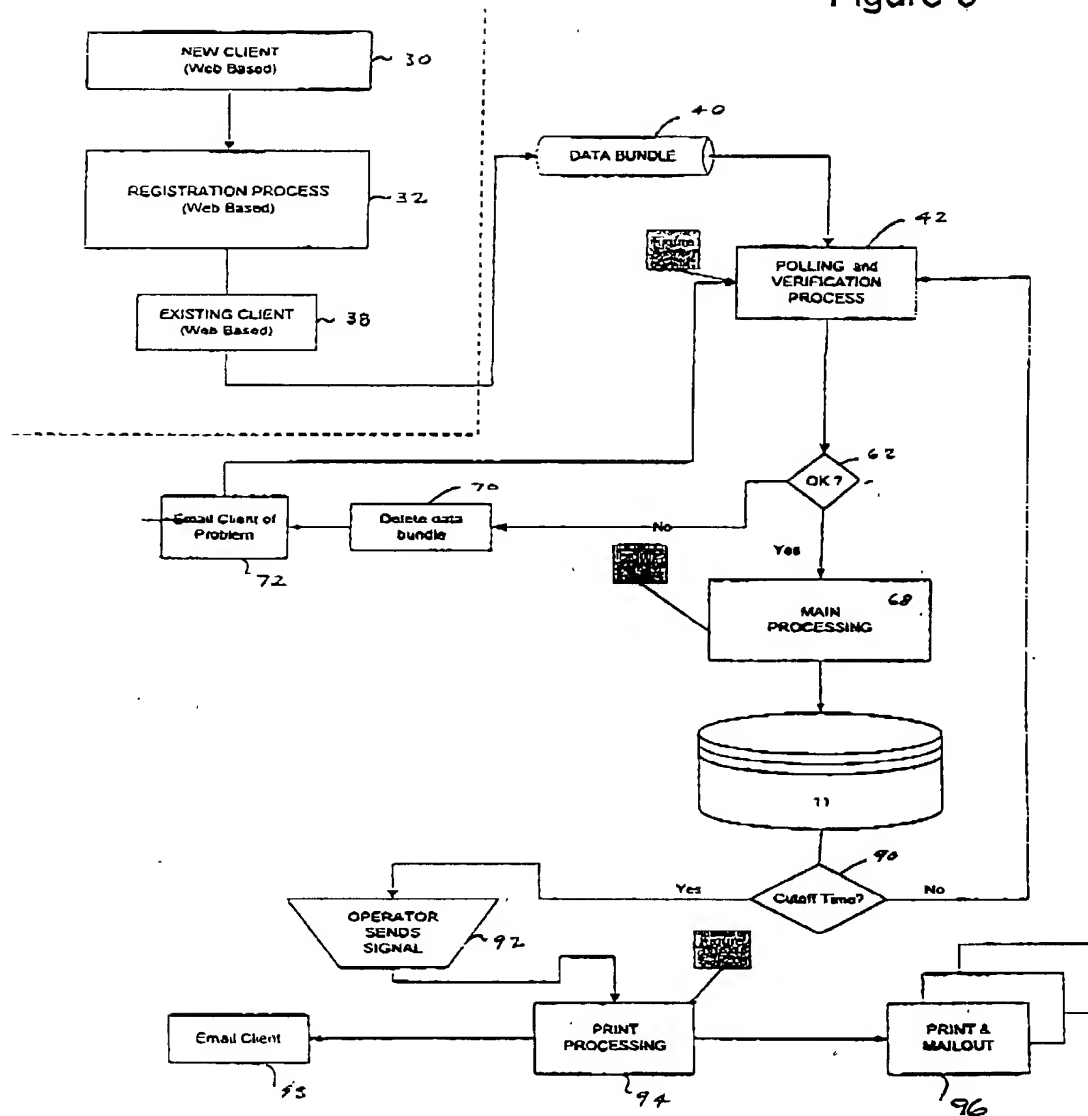 Figure
NEW CLIENT
(Web Based)
30
REGISTRATION PROCESS
(Web Based)
32
EXISTING CLIENT
(Web Based)
38
40
DATA BUNDLE
42
POLLING and
VERIFICATION
PROCESS
62
OK?
70
Email Client of
Problem
Delete data
bundle
No
72
Yes
MAIN
PROCESSING
68
90
Yes
Cutoff Time?
No
OPERATOR
SENDS
SIGNAL
92
Email Client
PRINT
PROCESSING
PRINT &
MAILOUT
94
96